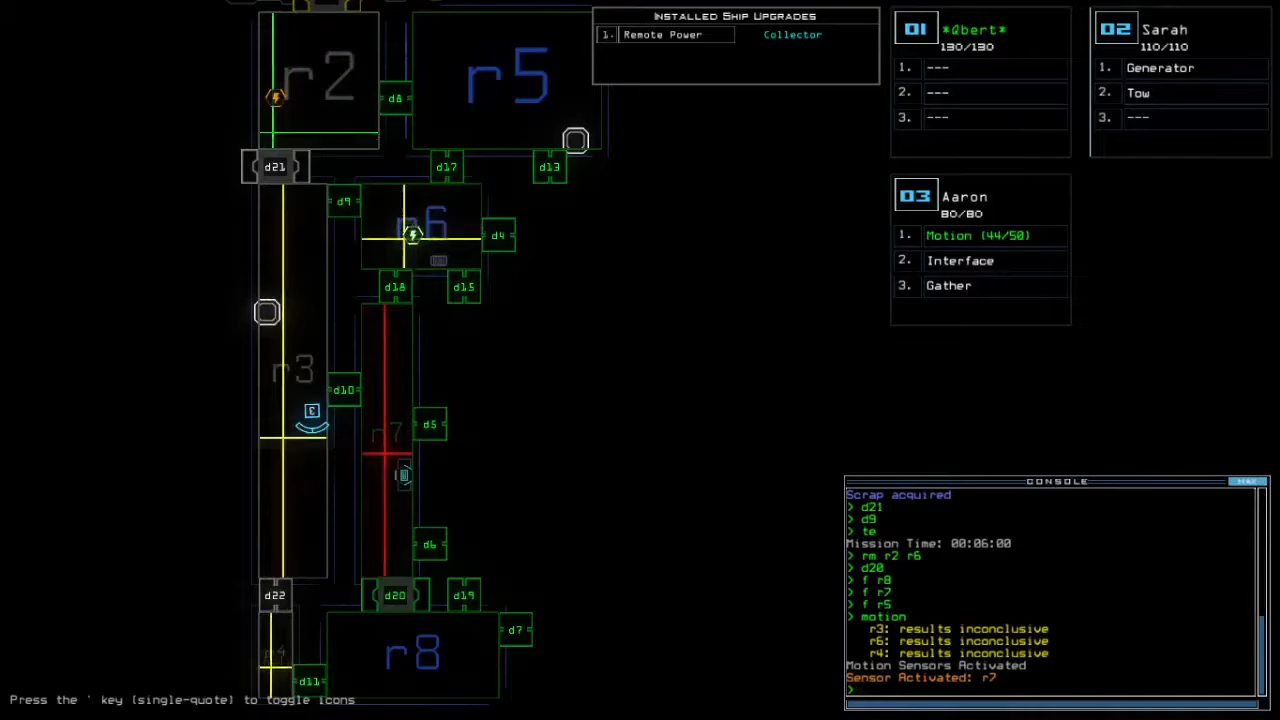 Installed Ship Upgrades
1. Remote Power Collector
01 *Qbert*
130/130
1. ---
2. ---
3. ---
02 Sarah
110/110
1. Generator
2. Tow
3. ---
03 Aaron
80/80
1. Motion (44/50)
2. Interface
3. Gather
r2
r5
d8
d21
d17
d13
d9
r6
d4
d18
d15
r3
d10
3
r7
d5
d6
d22
d20
d19
r4
r8
d7
d11
Press the ' key (single-quote) to toggle icons
CONSOLE
Scrap acquired
> d21
> d9
> te
Mission Time: 00:06:00
> rm r2 r6
> d20
> f r8
> f r7
> f r5
> motion
r3: results inconclusive
r6: results inconclusive
r4: results inconclusive
Motion Sensors Activated
Sensor Activated: r7
>